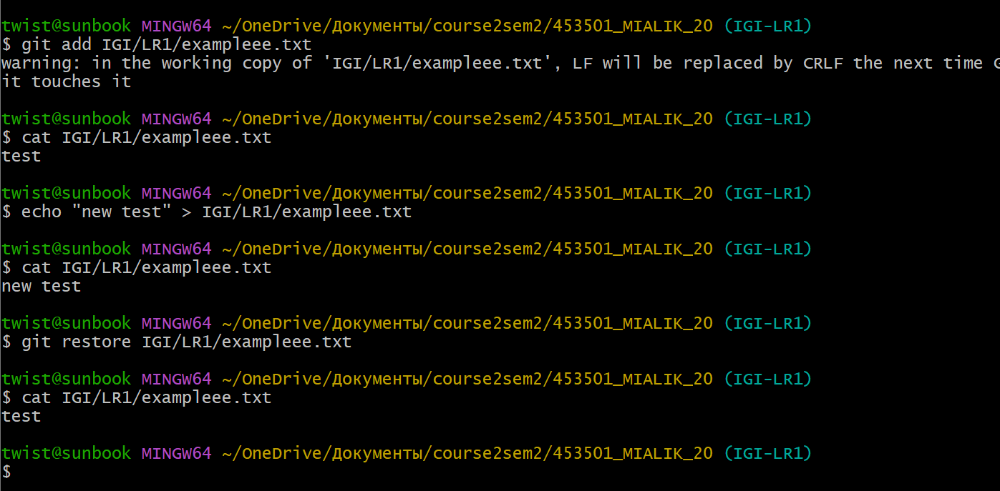 twist@sunbook MINGW64 ~/OneDrive/Документы/course2sem2/453501_MIALIK_20 (IGI-LR1)
$ git add IGI/LR1/exampleee.txt
warning: in the working copy of 'IGI/LR1/exampleee.txt', LF will be replaced by CRLF the next time G
it touches it
twist@sunbook MINGW64 ~/OneDrive/Документы/course2sem2/453501_MIALIK_20 (IGI-LR1)
$ cat IGI/LR1/exampleee.txt
test
twist@sunbook MINGW64 ~/OneDrive/Документы/course2sem2/453501_MIALIK_20 (IGI-LR1)
$ echo "new test" > IGI/LR1/exampleee.txt
twist@sunbook MINGW64 ~/OneDrive/Документы/course2sem2/453501_MIALIK_20 (IGI-LR1)
$ cat IGI/LR1/exampleee.txt
new test
twist@sunbook MINGW64 ~/OneDrive/Документы/course2sem2/453501_MIALIK_20 (IGI-LR1)
$ git restore IGI/LR1/exampleee.txt
twist@sunbook MINGW64 ~/OneDrive/Документы/course2sem2/453501_MIALIK_20 (IGI-LR1)
$ cat IGI/LR1/exampleee.txt
test
twist@sunbook MINGW64 ~/OneDrive/Документы/course2sem2/453501_MIALIK_20 (IGI-LR1)
$